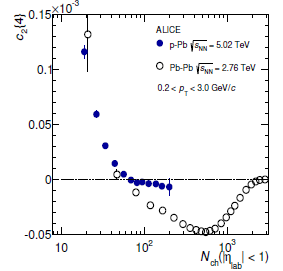 ×10⁻³
c₂{4}
0.15
0.1
0.05
0
-0.05
ALICE
p-Pb √sNN = 5.02 TeV
Pb-Pb √sNN = 2.76 TeV
0.2 < pT < 3.0 GeV/c
10 10² 10³
Nch(|ηlab| < 1)